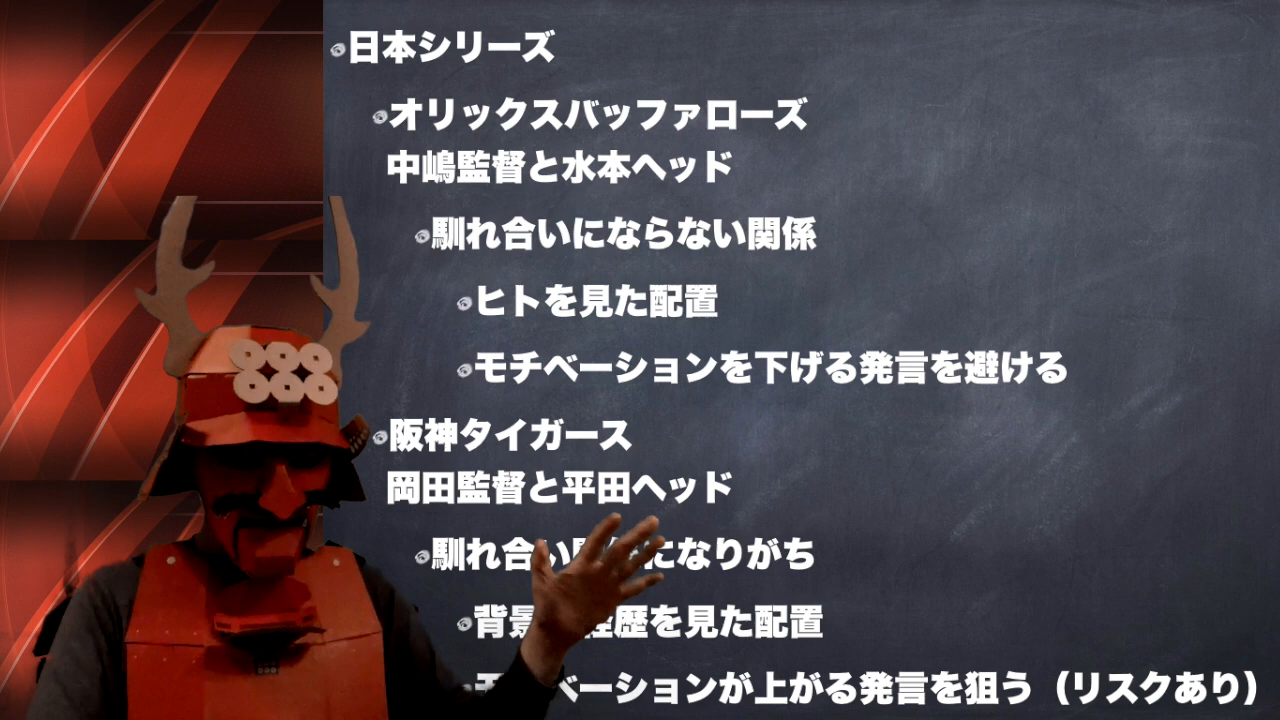 日本シリーズ
オリックスバッファローズ
中嶋監督と水本ヘッド
馴れ合いにならない関係
ヒトを見た配置
モチベーションを下げる発言を避ける
阪神タイガース
岡田監督と平田ヘッド
馴れ合い になりがち
背景 経歴を見た配置
ベーションが上がる発言を狙う（リスクあり）